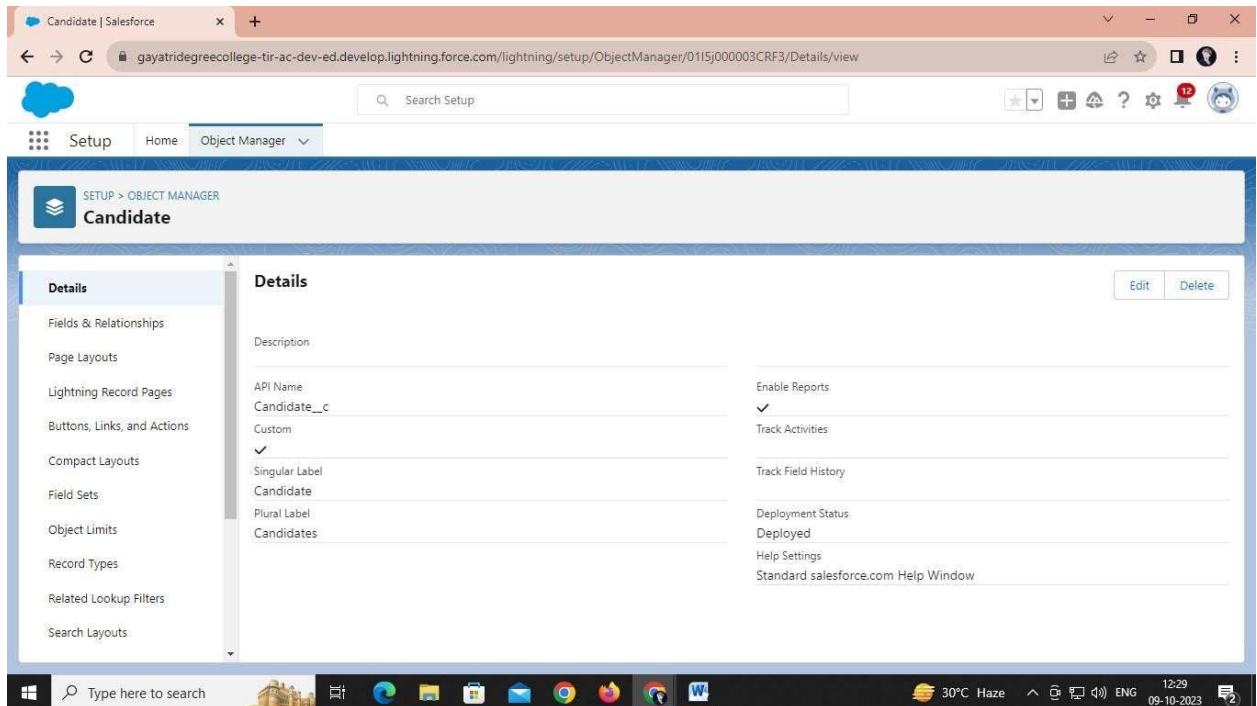 Candidate | Salesforce
gayatridegreecollege-tir-ac-dev-ed.develop.lightning.force.com/lightning/setup/ObjectManager/01I5j000003CRF3/Details/view
Search Setup
12
Setup Home Object Manager
SETUP > OBJECT MANAGER
Candidate
Details
Fields & Relationships
Page Layouts
Lightning Record Pages
Buttons, Links, and Actions
Compact Layouts
Field Sets
Object Limits
Record Types
Related Lookup Filters
Search Layouts
Details
Edit Delete
Description
API Name
Candidate__c
Custom
Singular Label
Candidate
Plural Label
Candidates
Enable Reports
Track Activities
Track Field History
Deployment Status
Deployed
Help Settings
Standard salesforce.com Help Window
Type here to search
30°C Haze
ENG
12:29
09-10-2023
2